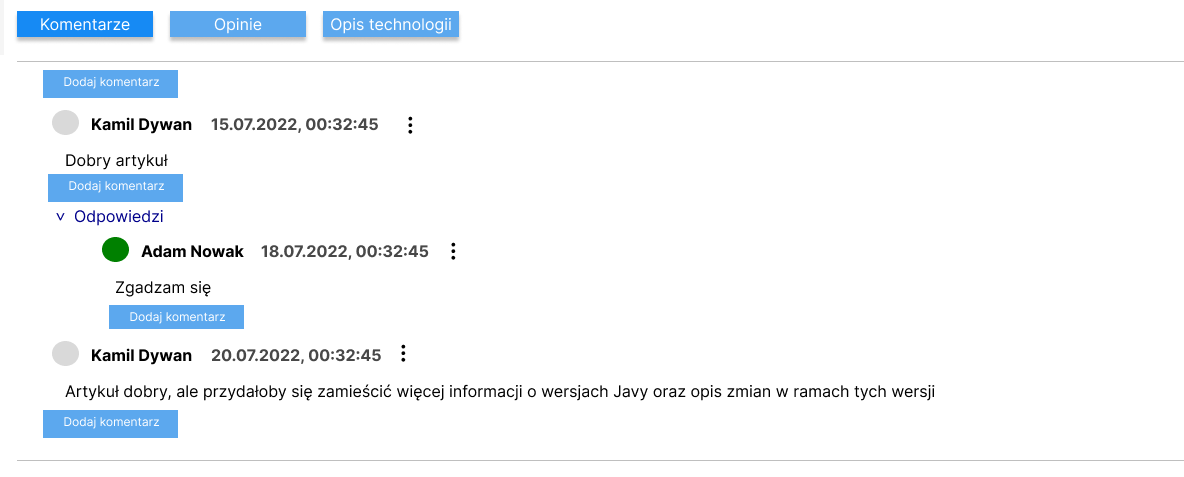 Komentarze Opinie Opis technologii
Dodaj komentarz
Kamil Dywan 15.07.2022, 00:32:45
Dobry artykuł
Dodaj komentarz
Odpowiedzi
Adam Nowak 18.07.2022, 00:32:45
Zgadzam się
Dodaj komentarz
Kamil Dywan 20.07.2022, 00:32:45
Artykuł dobry, ale przydałoby się zamieścić więcej informacji o wersjach Javy oraz opis zmian w ramach tych wersji
Dodaj komentarz